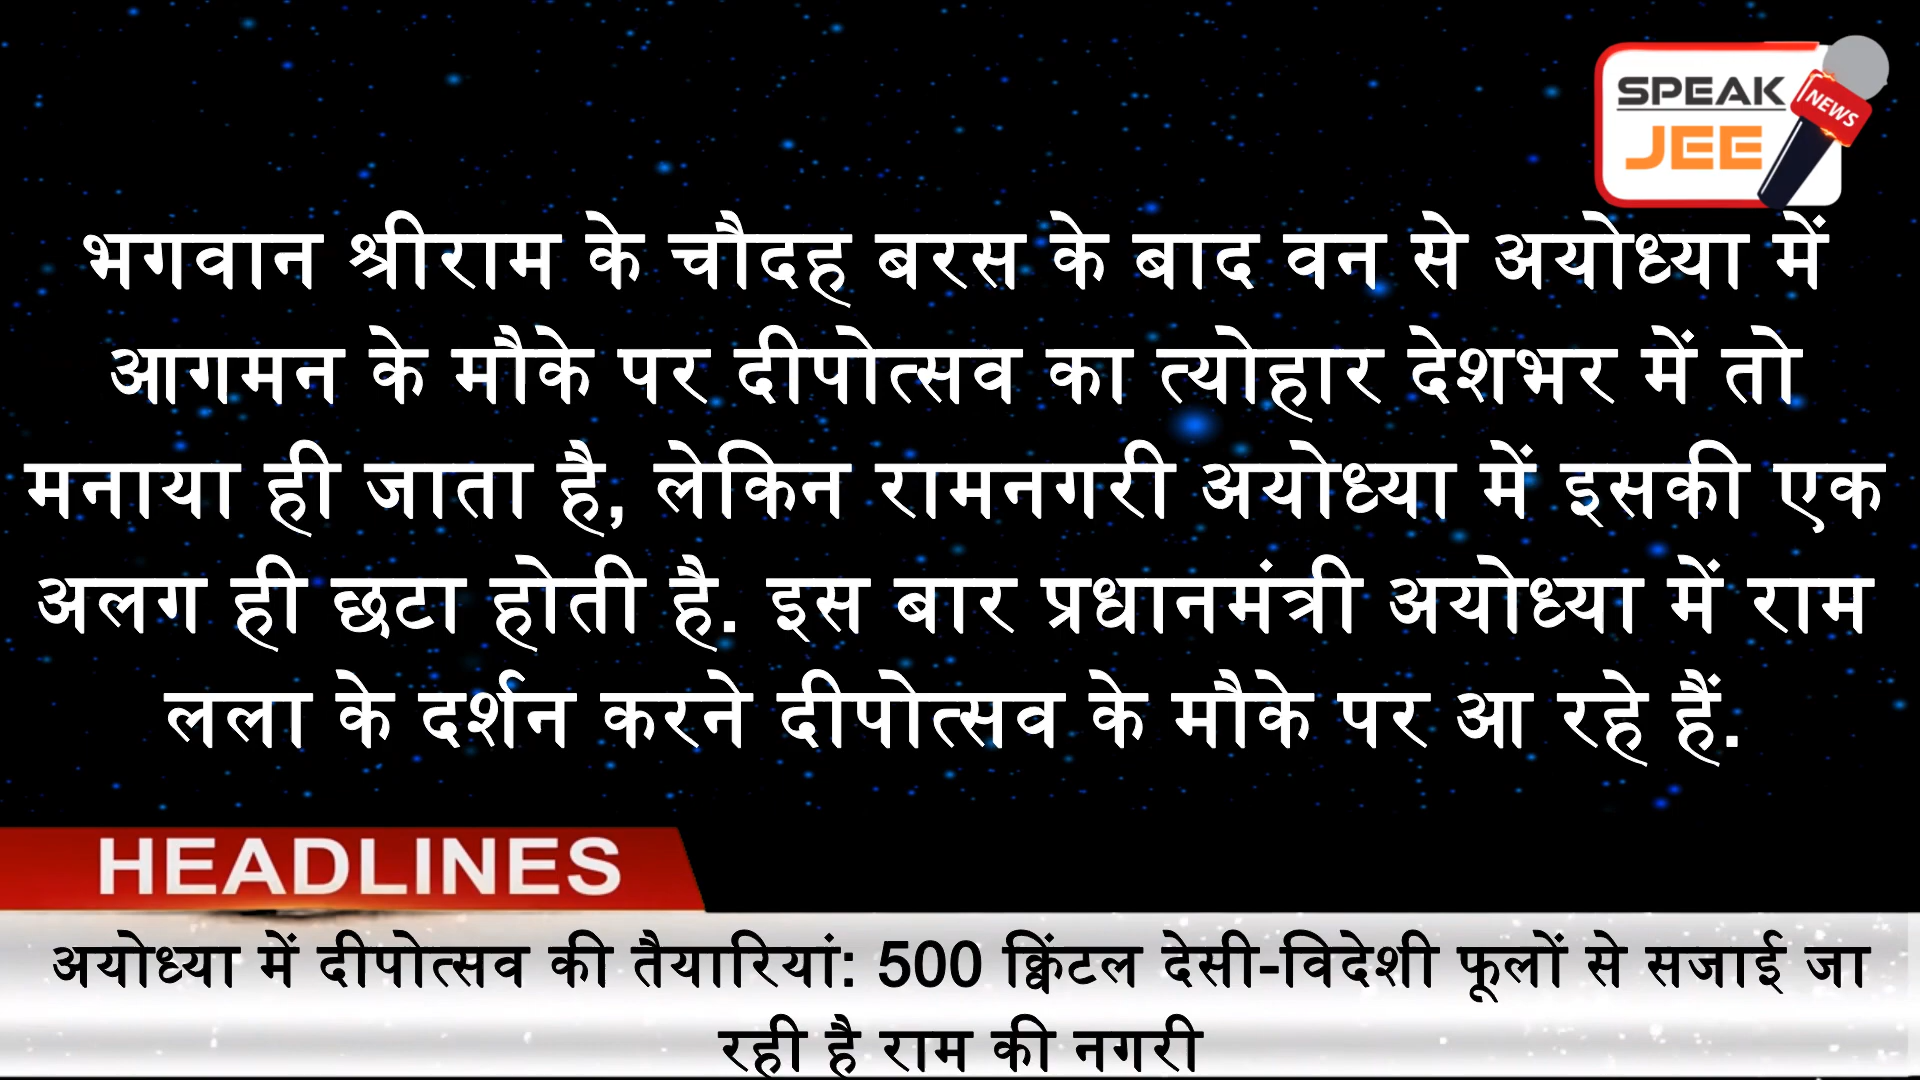 SPEAK
JEE
NEWS
भगवान श्रीराम के चौदह बरस के बाद वन से अयोध्या में
आगमन के मौके पर दीपोत्सव का त्योहार देशभर में तो
मनाया ही जाता है, लेकिन रामनगरी अयोध्या में इसकी एक
अलग ही छटा होती है. इस बार प्रधानमंत्री अयोध्या में राम
लला के दर्शन करने दीपोत्सव के मौके पर आ रहे हैं.
HEADLINES
अयोध्या में दीपोत्सव की तैयारियां: 500 क्विंटल देसी-विदेशी फूलों से सजाई जा
रही है राम की नगरी